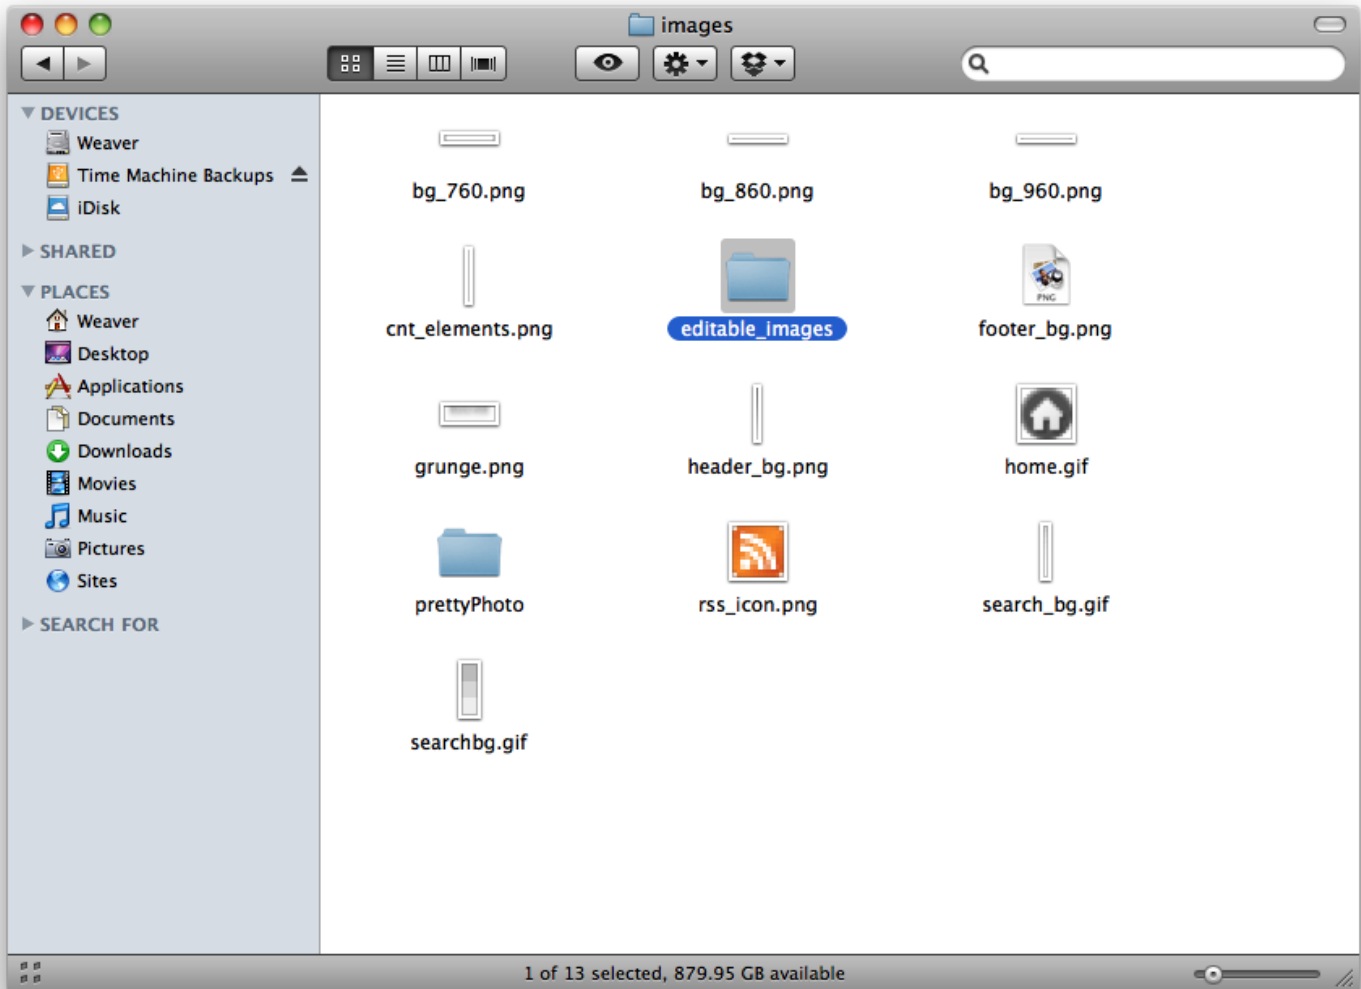 images
DEVICES
Weaver
Time Machine Backups
iDisk
SHARED
PLACES
Weaver
Desktop
Applications
Documents
Downloads
Movies
Music
Pictures
Sites
SEARCH FOR
bg_760.png
bg_860.png
bg_960.png
cnt_elements.png
editable_images
PNG
footer_bg.png
grunge.png
header_bg.png
home.gif
prettyPhoto
rss_icon.png
search_bg.gif
searchbg.gif
1 of 13 selected, 879.95 GB available